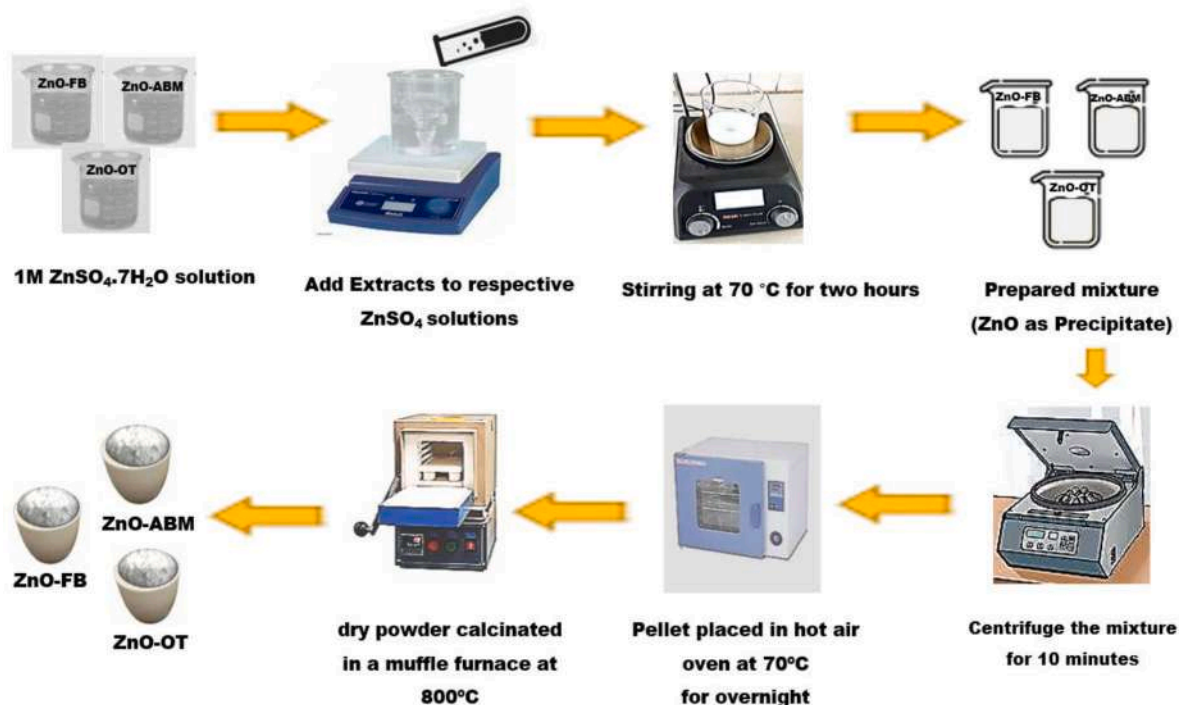 ZnO-FB
ZnO-ABM
ZnO-OT
1M ZnSO₄.7H₂O solution
Add Extracts to respective
ZnSO₄ solutions
Stirring at 70 °C for two hours
ZnO-FB
ZnO-ABM
ZnO-OT
Prepared mixture
(ZnO as Precipitate)
ZnO-ABM
ZnO-FB
ZnO-OT
dry powder calcinated
in a muffle furnace at
800ºC
Pellet placed in hot air
oven at 70ºC
for overnight
Centrifuge the mixture
for 10 minutes